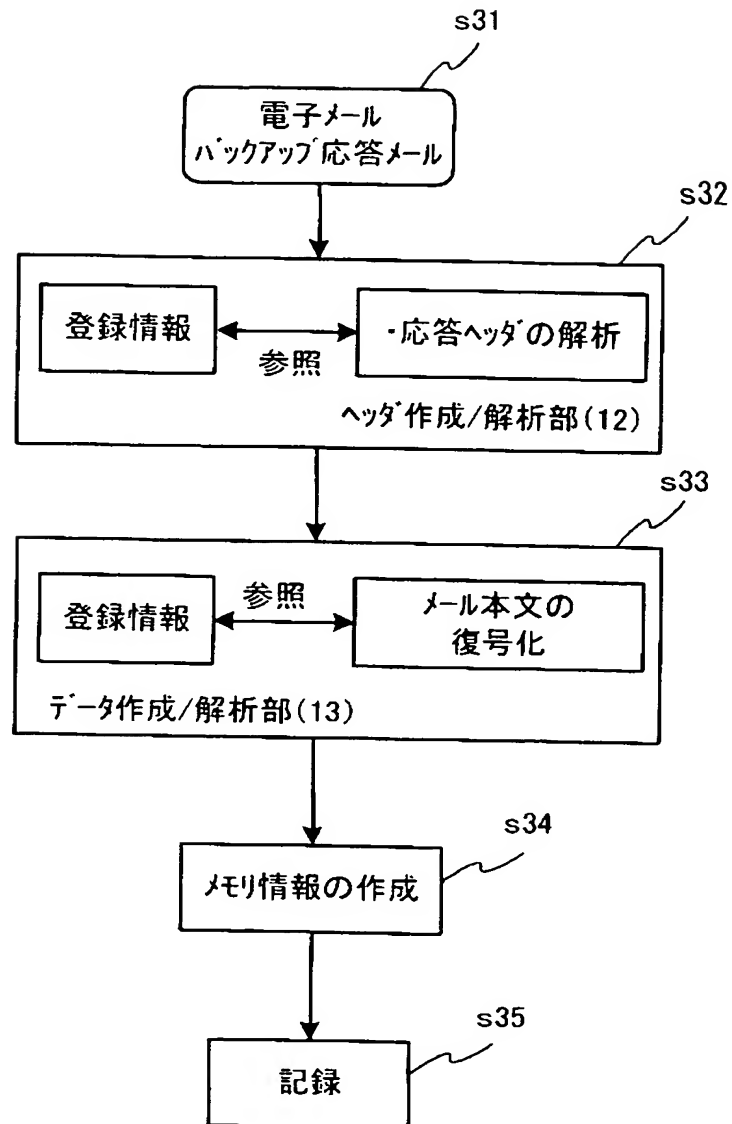 s31
電子メール
バックアップ応答メール
s32
登録情報
参照
・応答ヘッダの解析
ヘッダ作成/解析部(12)
s33
登録情報
参照
メール本文の
復号化
データ作成/解析部(13)
s34
メモリ情報の作成
s35
記録